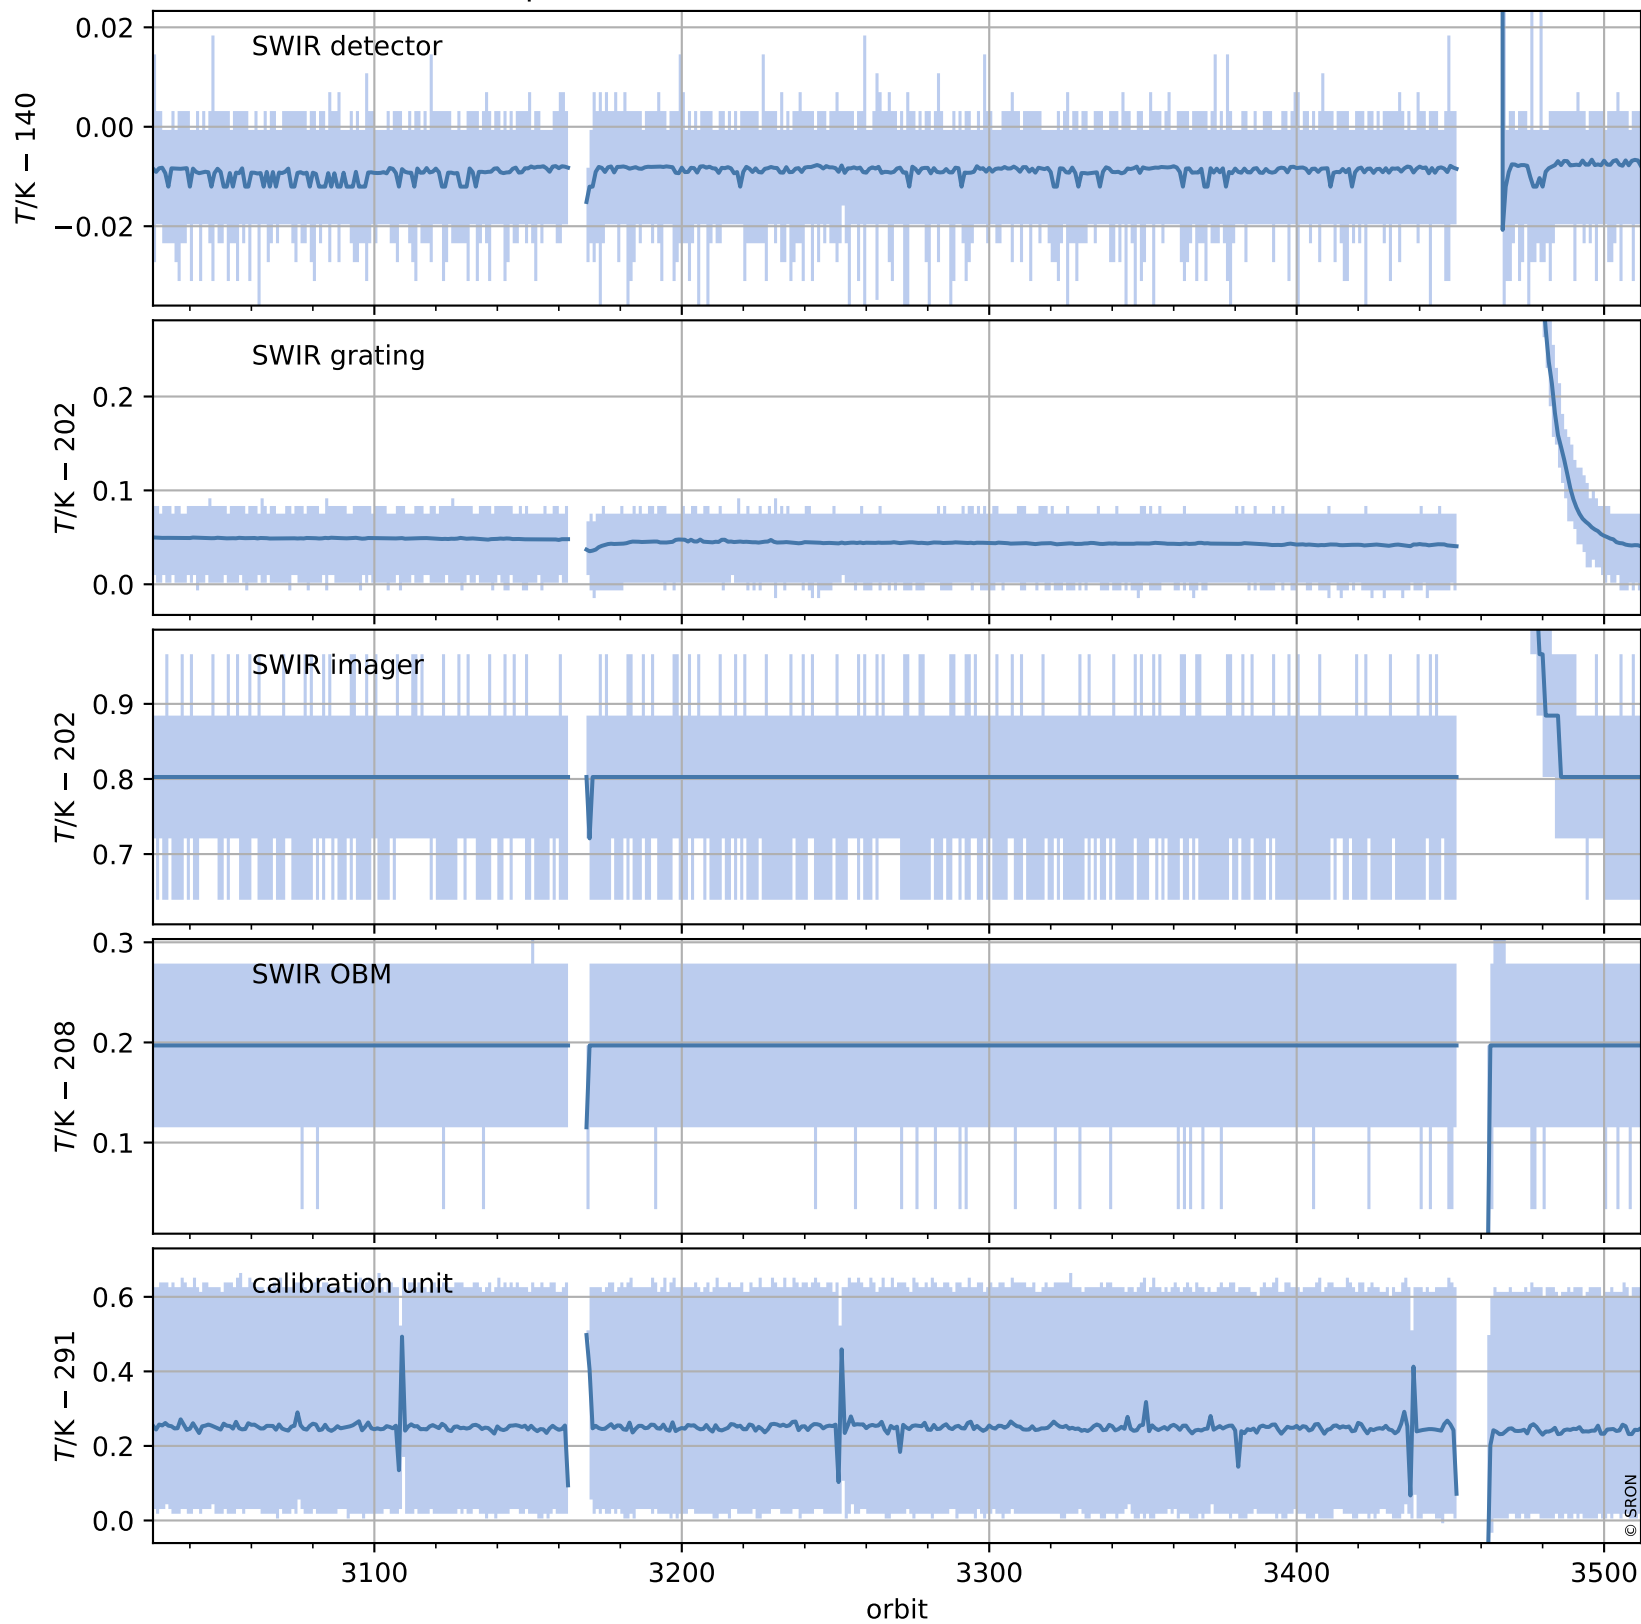 0.02
0.00
−0.02
T/K − 140
SWIR detector
0.2
0.1
0.0
T/K − 202
SWIR grating
0.9
0.8
0.7
T/K − 202
SWIR imager
0.3
0.2
0.1
T/K − 208
SWIR OBM
0.6
0.4
0.2
0.0
T/K − 291
calibration unit
© SRON
3100 3200 3300 3400 3500
orbit